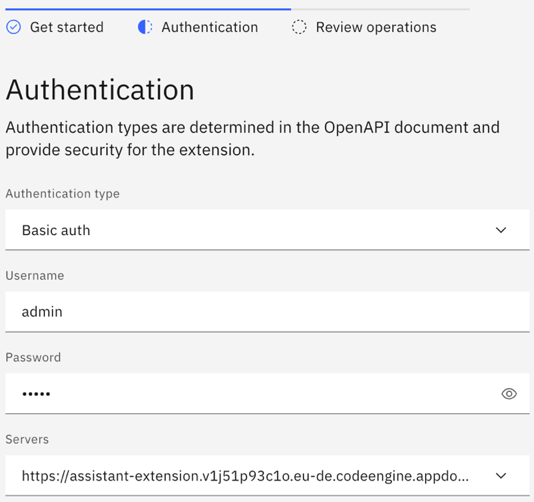 Get started Authentication Review operations
Authentication
Authentication types are determined in the OpenAPI document and
provide security for the extension.
Authentication type
Basic auth
Username
admin
Password
•••••
Servers
https://assistant-extension.v1j51p93c1o.eu-de.codeengine.appdo...